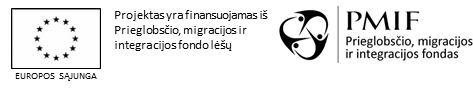 EUROPOS SĄJUNGA
Projektas yra finansuojamas iš
Prieglobsčio, migracijos ir
integracijos fondo lėšų
PMIF
Prieglobsčio, migracijos
ir integracijos fondas